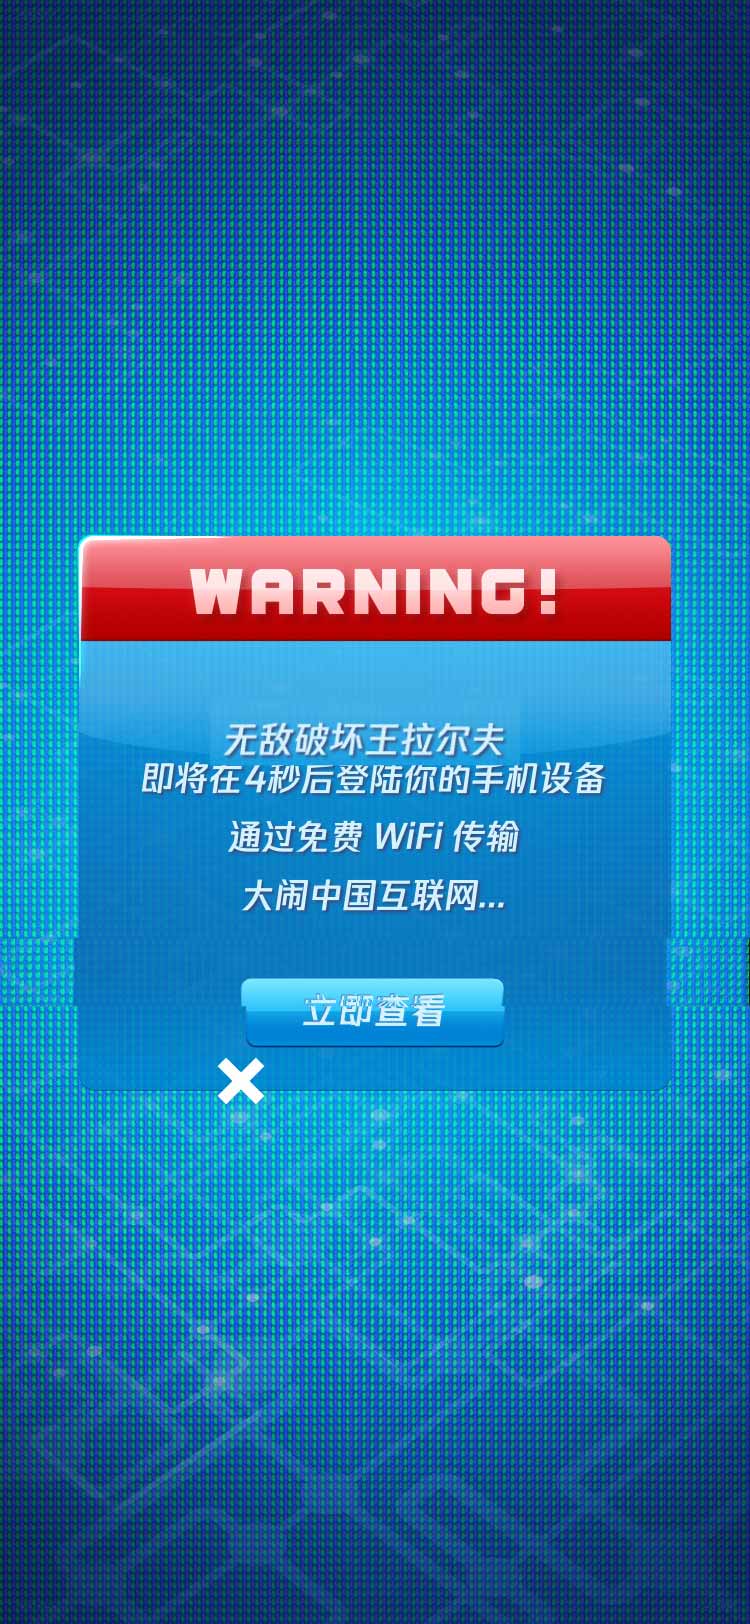 WARNING!
无敌破坏王拉尔夫
即将在4秒后登陆你的手机设备
通过免费 WiFi 传输
大闹中国互联网...
立即查看